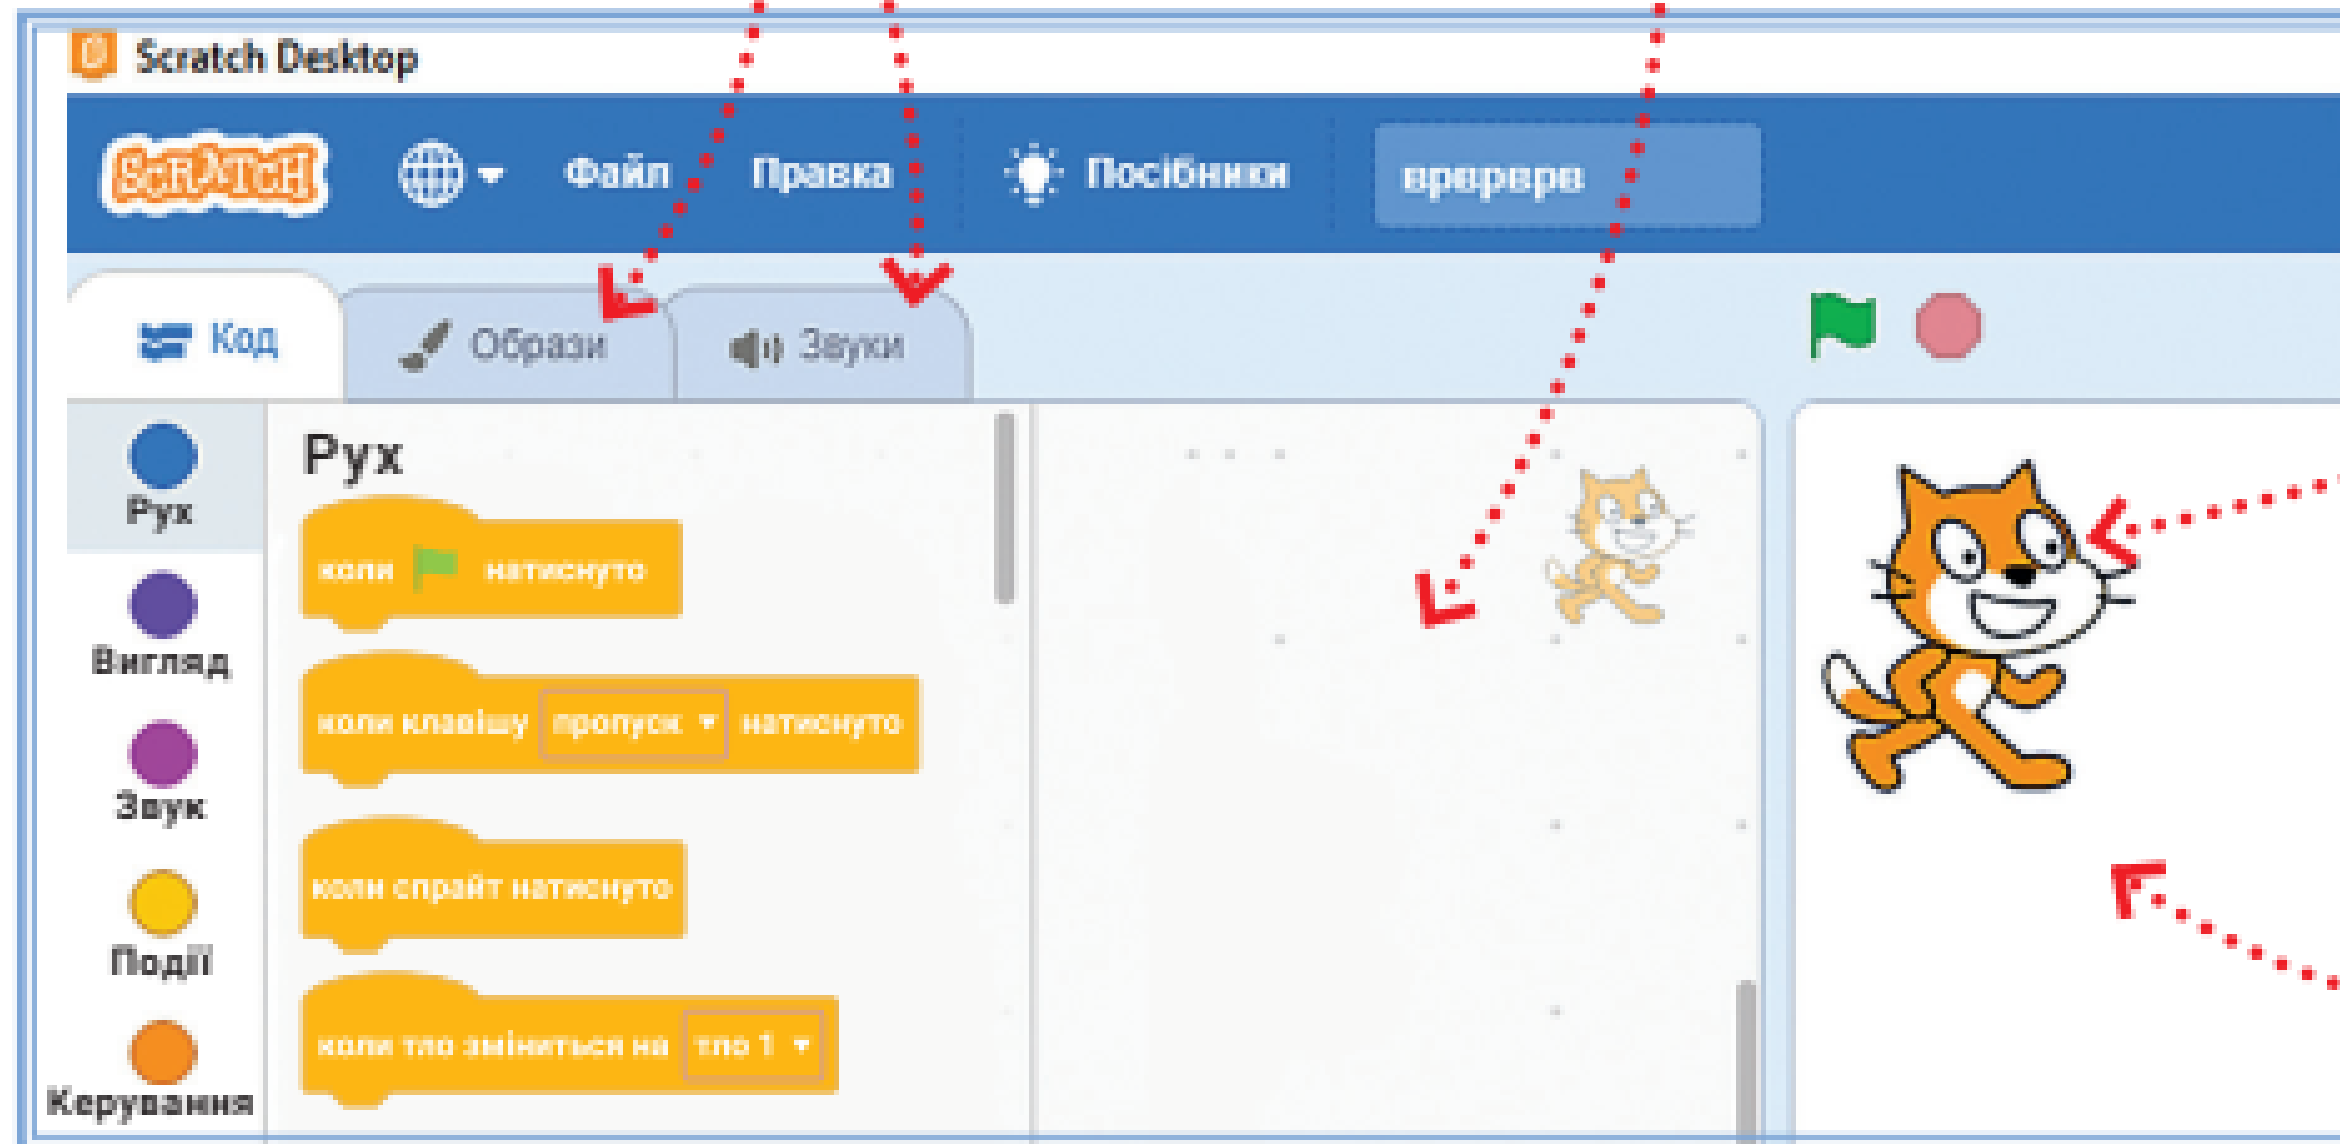 Scratch Desktop
SCRATCH Файл Правка Посібники врврврв
Код Образи Звуки
Рух
Рух
коли натиснуто
Вигляд
коли клавішу пропуск натиснуто
Звук
коли спрайт натиснуто
Події
коли тло зміниться на тло 1
Керування